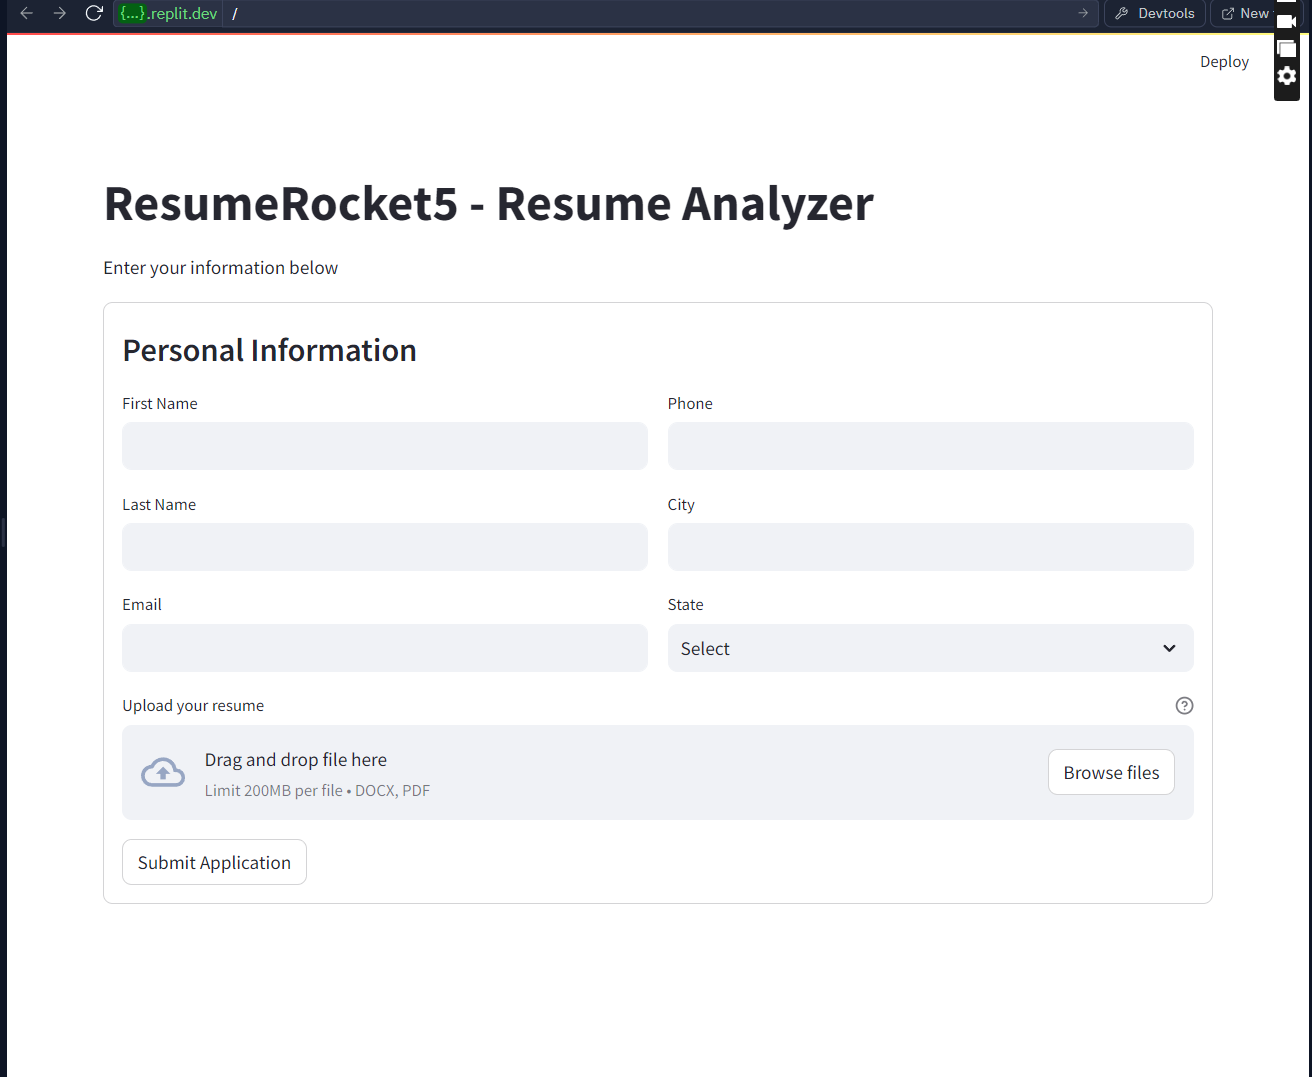 {...}.replit.dev /
Devtools
New
Deploy
ResumeRocket5 - Resume Analyzer
Enter your information below
Personal Information
First Name
Phone
Last Name
City
Email
State
Select
Upload your resume
Drag and drop file here
Limit 200MB per file • DOCX, PDF
Browse files
Submit Application